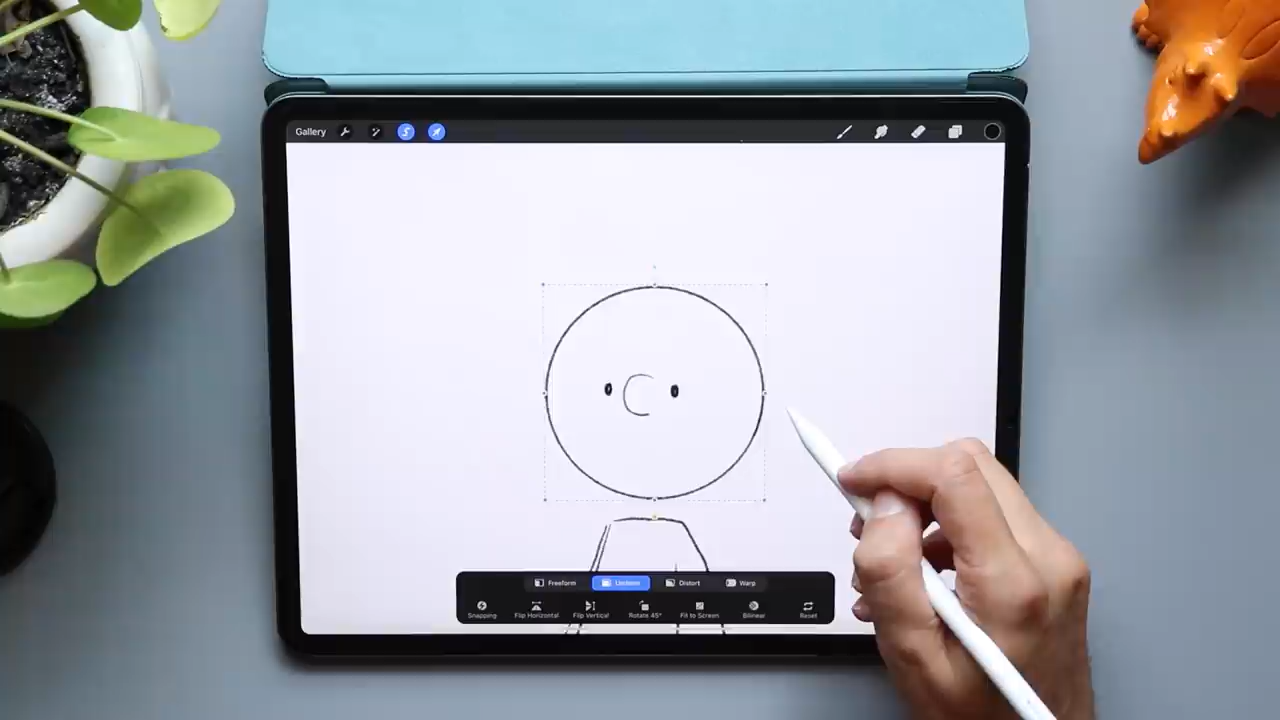 Gallery
Freeform Uniform Distort Warp
Snapping Flip Horizontal Flip Vertical Rotate 45° Fit to Screen Bilinear Reset